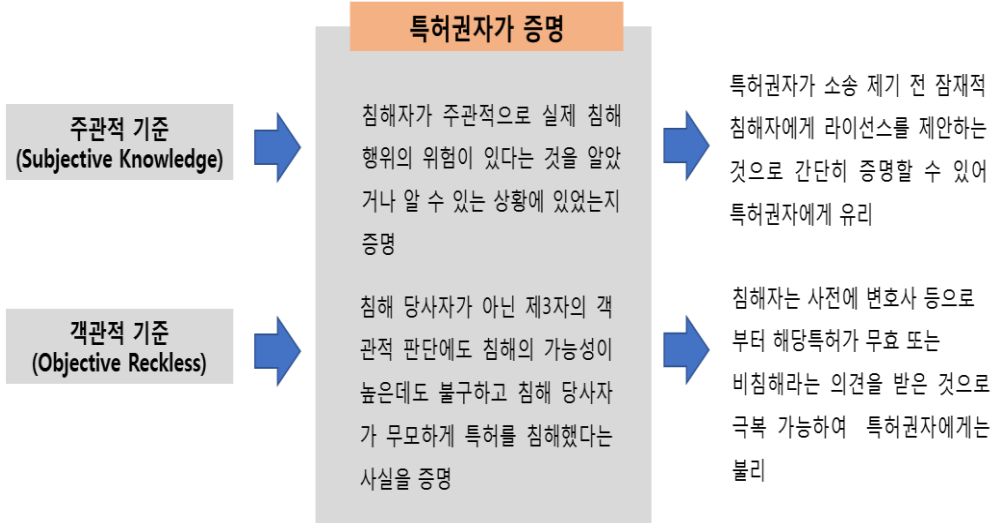 특허권자가 증명
주관적 기준
(Subjective Knowledge)
침해자가 주관적으로 실제 침해
행위의 위험이 있다는 것을 알았
거나 알 수 있는 상황에 있었는지
증명
특허권자가 소송 제기 전 잠재적
침해자에게 라이선스를 제안하는
것으로 간단히 증명할 수 있어
특허권자에게 유리
객관적 기준
(Objective Reckless)
침해 당사자가 아닌 제3자의 객
관적 판단에도 침해의 가능성이
높은데도 불구하고 침해 당사자
가 무모하게 특허를 침해했다는
사실을 증명
침해자는 사전에 변호사 등으로
부터 해당특허가 무효 또는
비침해라는 의견을 받은 것으로
극복 가능하여 특허권자에게는
불리